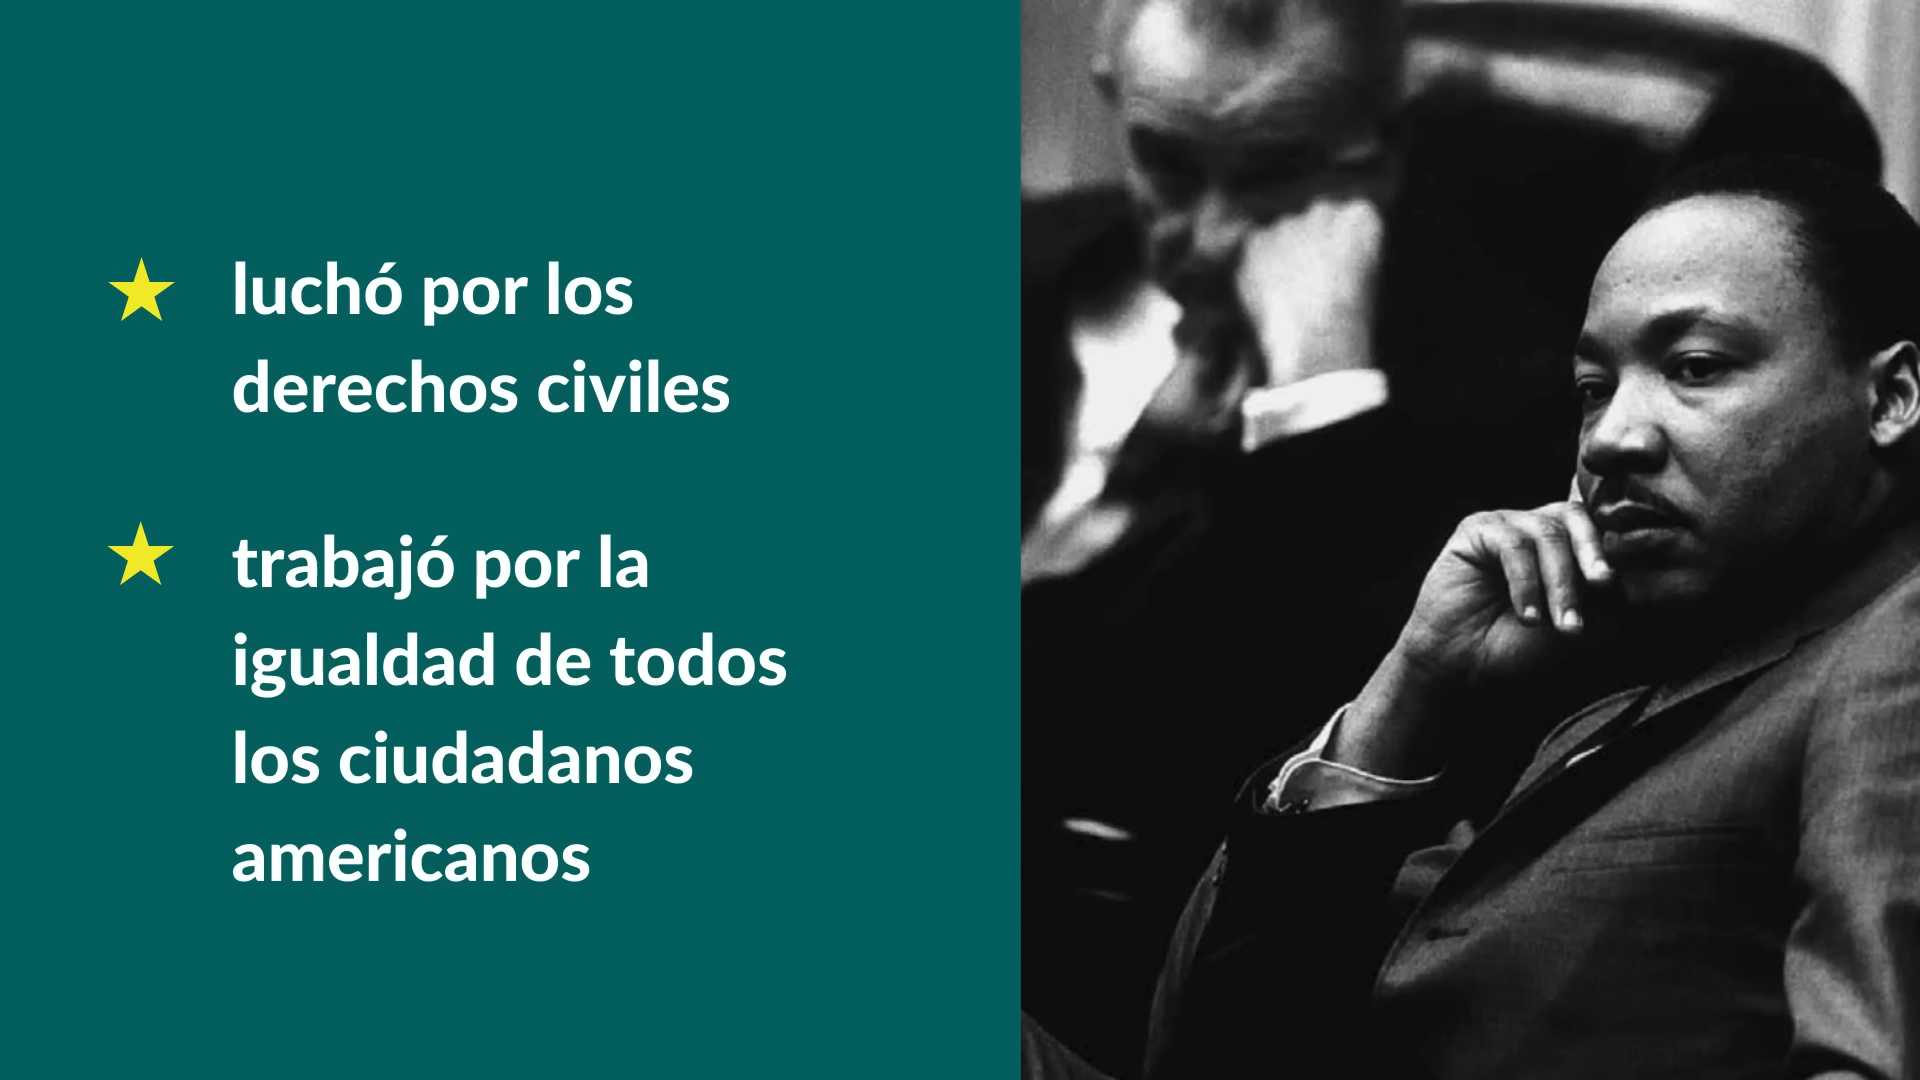 luchó por los
derechos civiles
trabajó por la
igualdad de todos
los ciudadanos
americanos